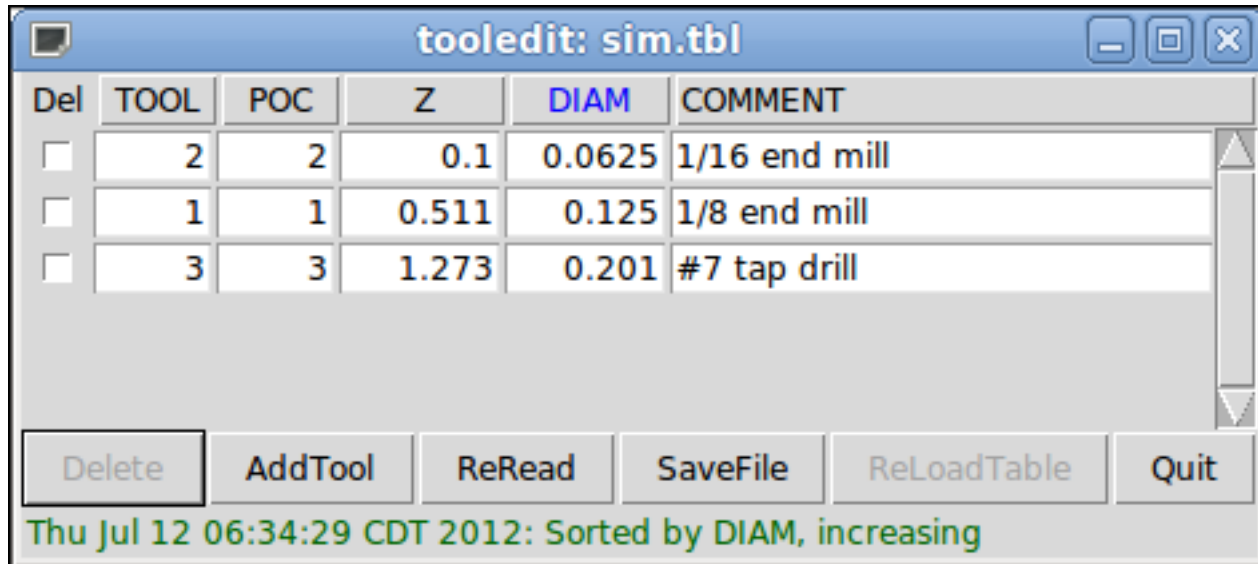 tooledit: sim.tbl
Del TOOL POC Z DIAM COMMENT
2 2 0.1 0.0625 1/16 end mill
1 1 0.511 0.125 1/8 end mill
3 3 1.273 0.201 #7 tap drill
Delete AddTool ReRead SaveFile ReLoadTable Quit
Thu Jul 12 06:34:29 CDT 2012: Sorted by DIAM, increasing